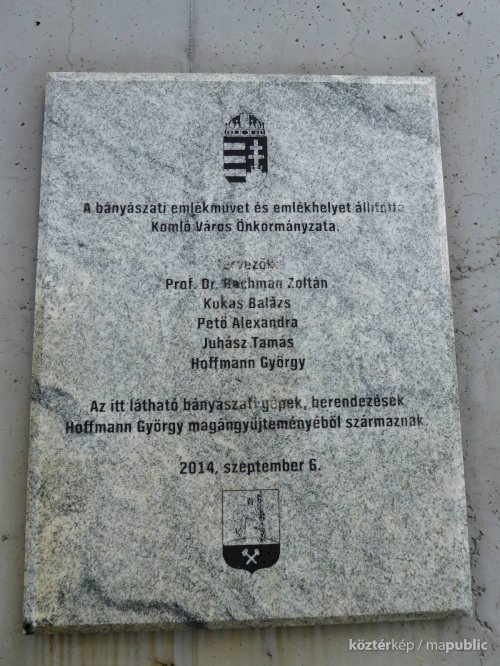 A bányászati emlékművet és emlékhelyet állította
Komló Város Önkormányzata.
Tervezők:
Prof. Dr. Bachman Zoltán
Kukas Balázs
Pető Alexandra
Juhász Tamás
Hoffmann György
Az itt látható bányászati gépek, berendezések
Hoffmann György magángyűjteményéből származnak.
2014. szeptember 6.
köztérkép / mapublic